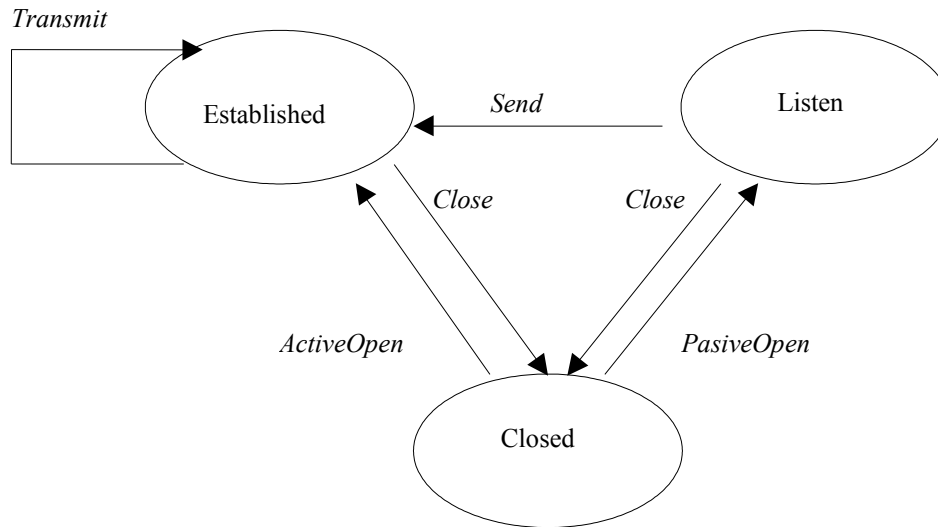 Transmit
Established
Send
Listen
Close
Close
ActiveOpen
PasiveOpen
Closed